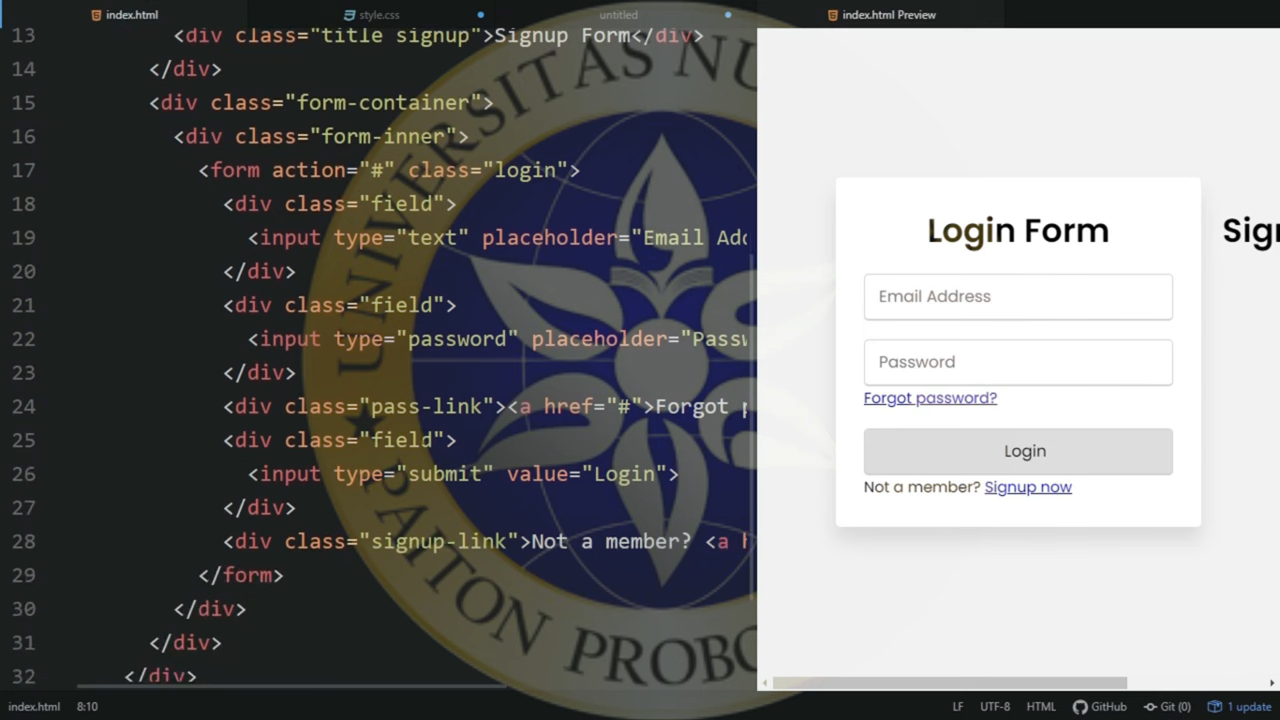 index.html
style.css
untitled
index.html Preview
13 <div class="title signup">Signup Form</div>
14 </div>
15 <div class="form-container">
16 <div class="form-inner">
17 <form action="#" class="login">
18 <div class="field">
19 <input type="text" placeholder="Email Add
20 </div>
21 <div class="field">
22 <input type="password" placeholder="Passw
23 </div>
24 <div class="pass-link"><a href="#">Forgot p
25 <div class="field">
26 <input type="submit" value="Login">
27 </div>
28 <div class="signup-link">Not a member? <a h
29 </form>
30 </div>
31 </div>
32 </div>
Login Form
Sign
Email Address
Password
Forgot password?
Login
Not a member? Signup now
UNIVERSITAS NU
PAITON PROBO
index.html 8:10
LF UTF-8 HTML GitHub Git (0) 1 update